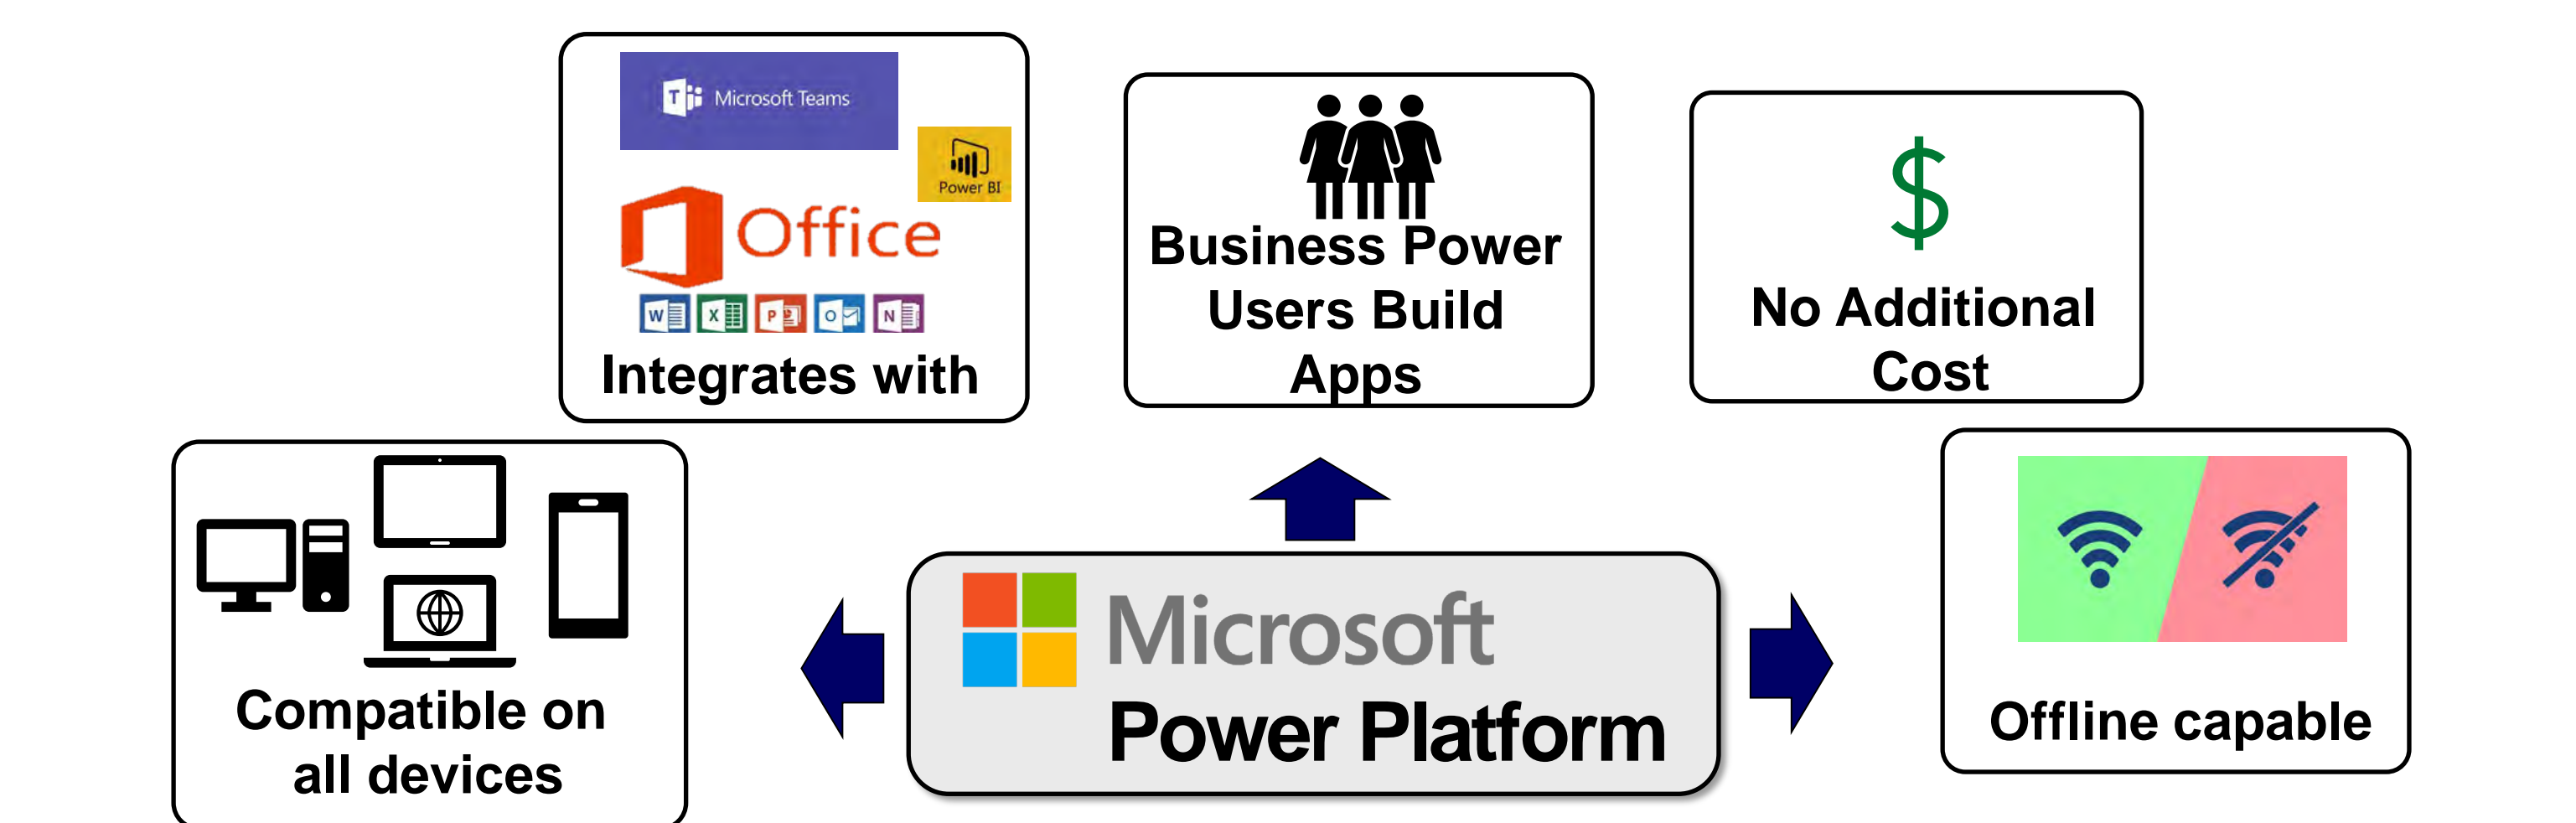 Microsoft Teams
Power BI
Office
W X P O N
Integrates with
Business Power
Users Build
Apps
$
No Additional
Cost
Compatible on
all devices
Microsoft
Power Platform
Offline capable